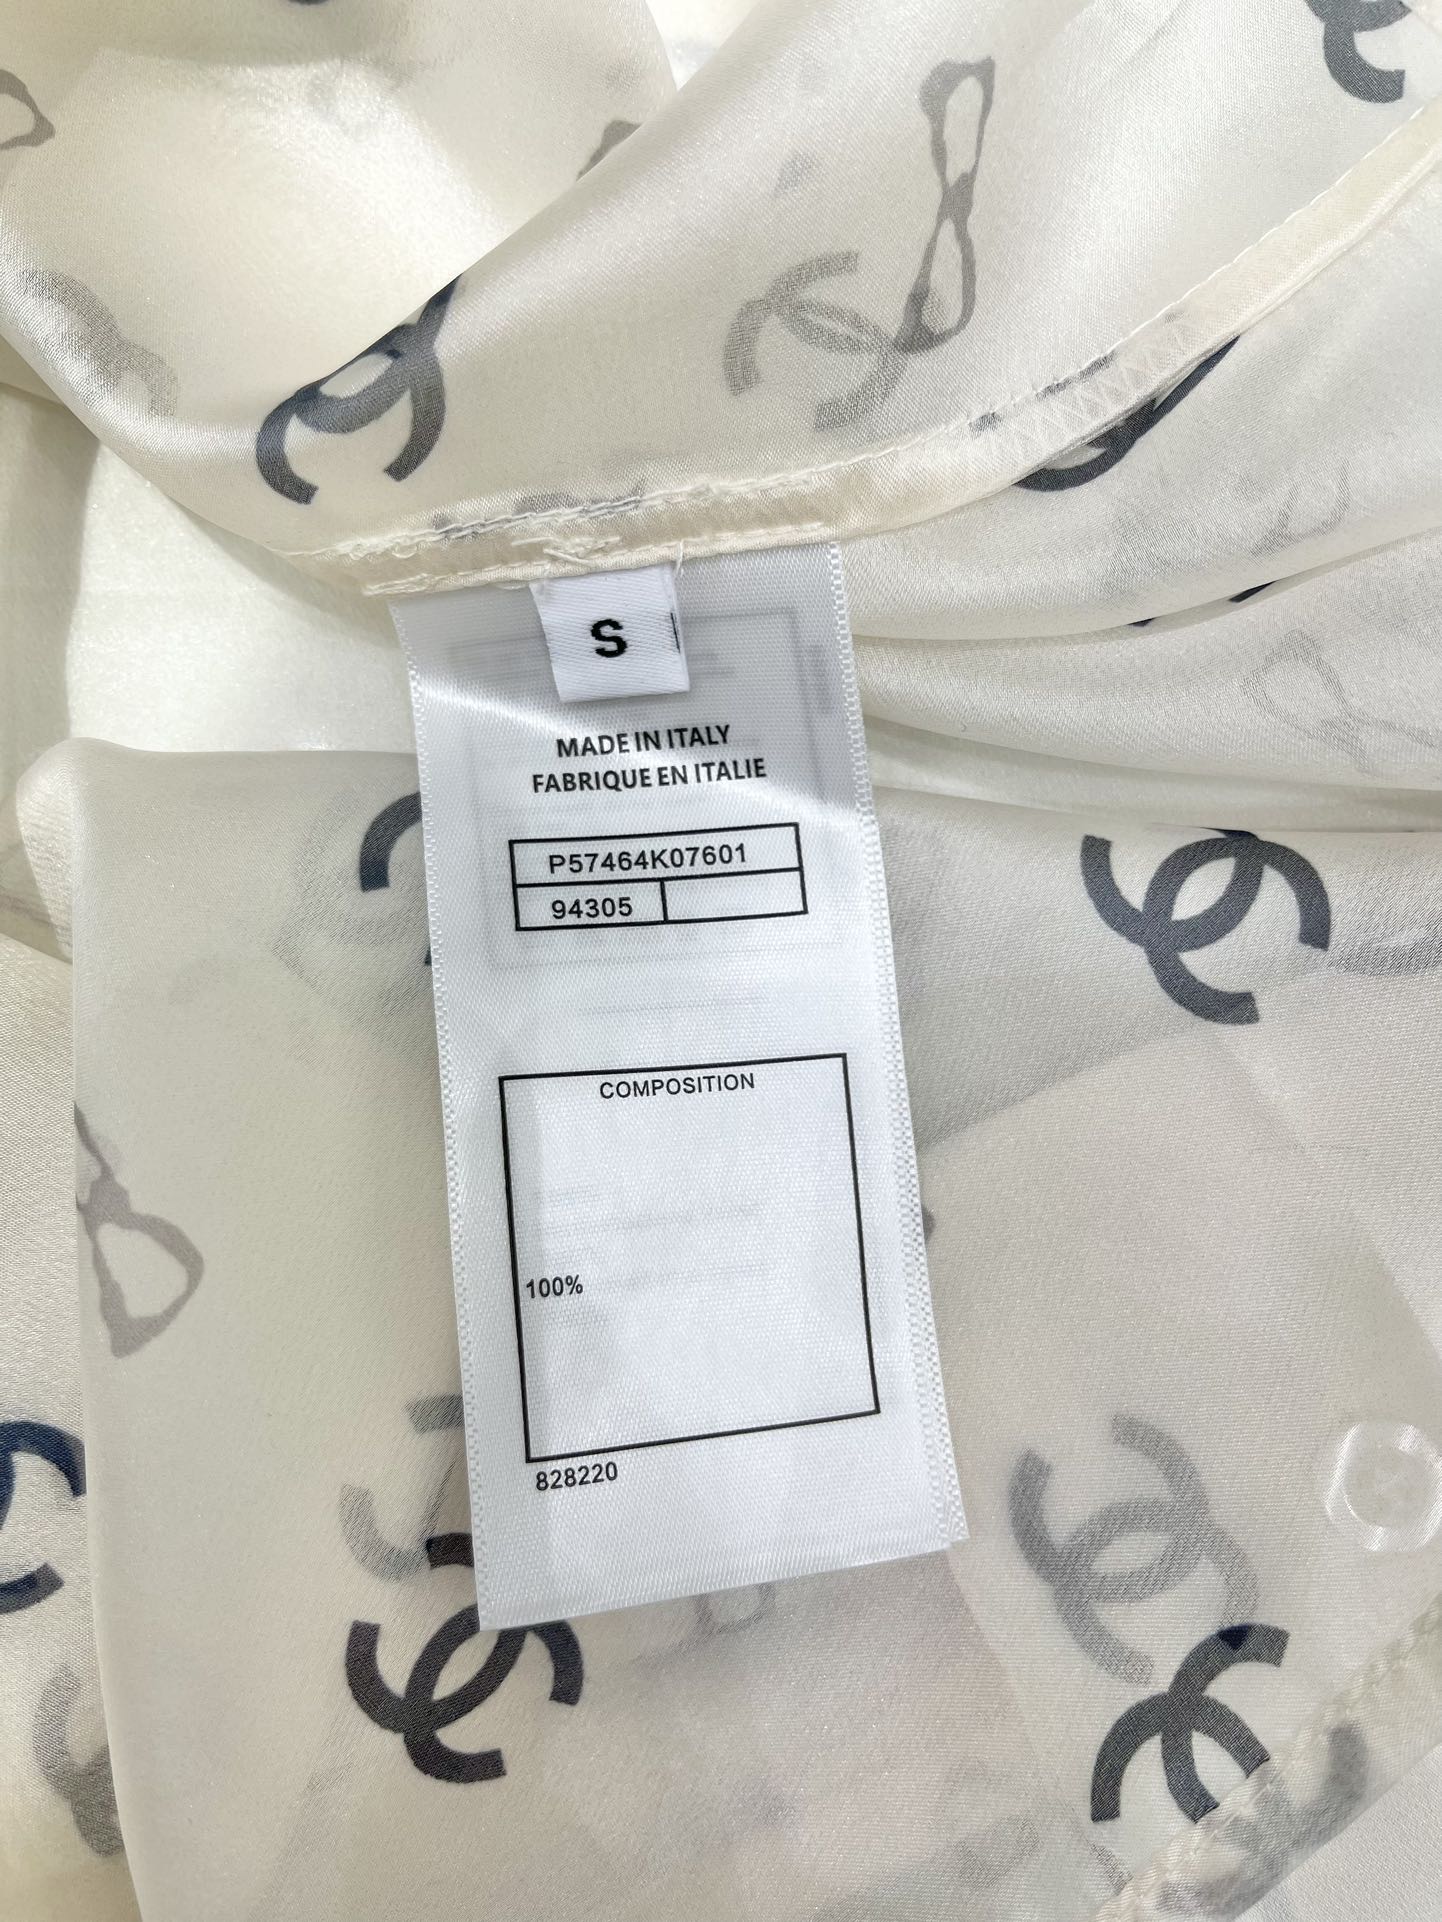 S
MADE IN ITALY
FABRIQUE EN ITALIE
P57464K07601
94305
COMPOSITION
100%
828220